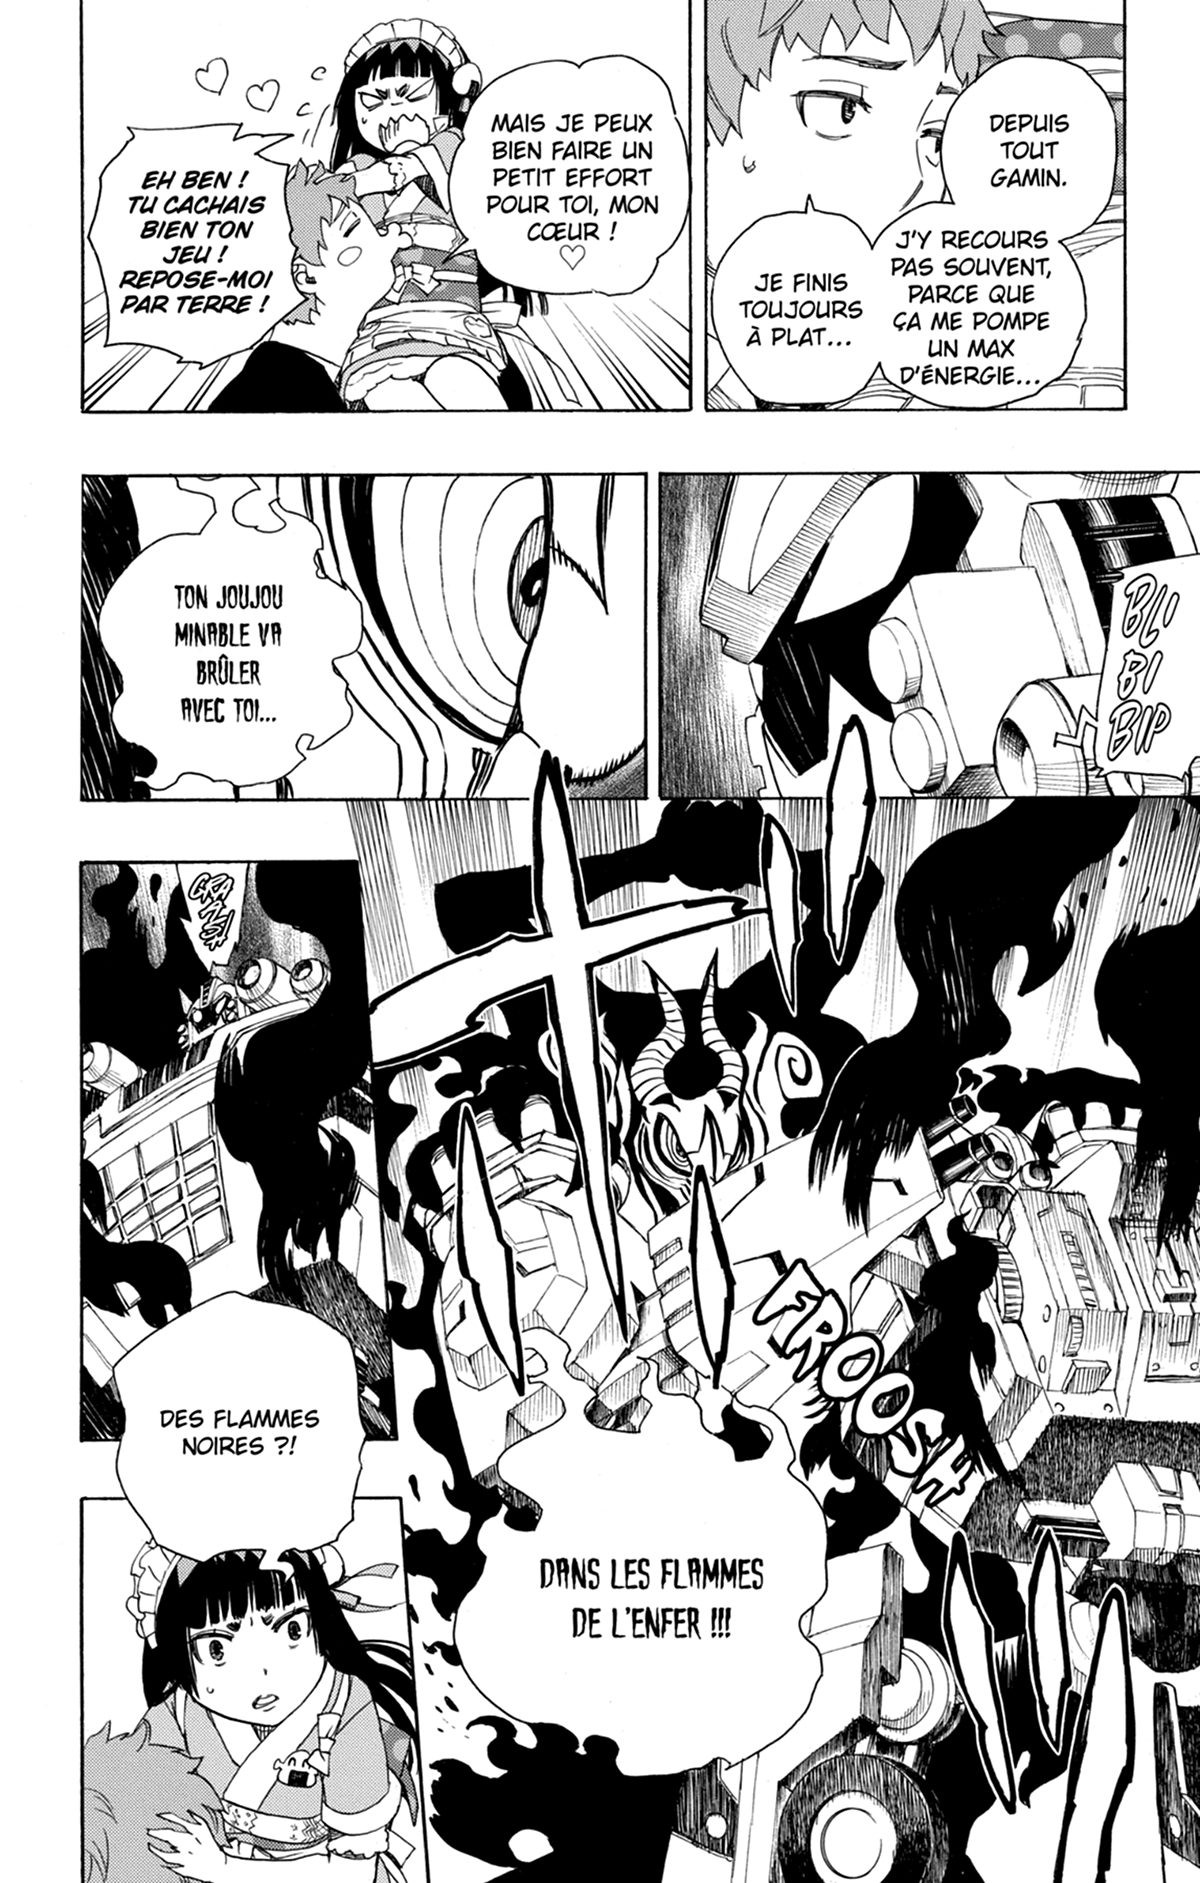 DEPUIS
TOUT
GAMIN.
J'Y RECOURS
PAS SOUVENT,
PARCE QUE
ÇA ME POMPE
UN MAX
D'ÉNERGIE...
JE FINIS
TOUJOURS
À PLAT...
MAIS JE PEUX
BIEN FAIRE UN
PETIT EFFORT
POUR TOI, MON
CŒUR !
♡
EH BEN !
TU CACHAIS
BIEN TON
JEU !
REPOSE-MOI
PAR TERRE !
BLI
BI
BIP
TON JOUJOU
MINABLE VA
BRÛLER
AVEC TOI...
FROOOSH
DANS LES FLAMMES
DE L'ENFER !!!
DES FLAMMES
NOIRES ?!